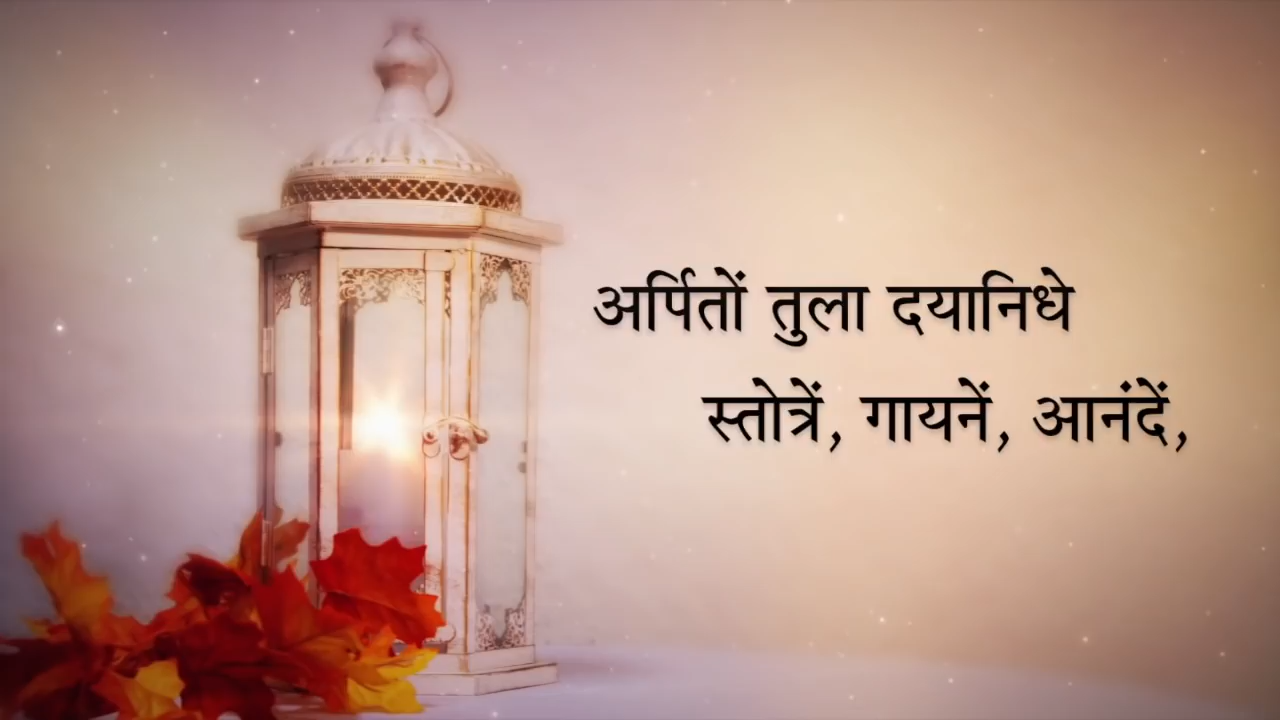 अर्पितों तुला दयानिधे
स्तोत्रें, गायनें, आनंदें,